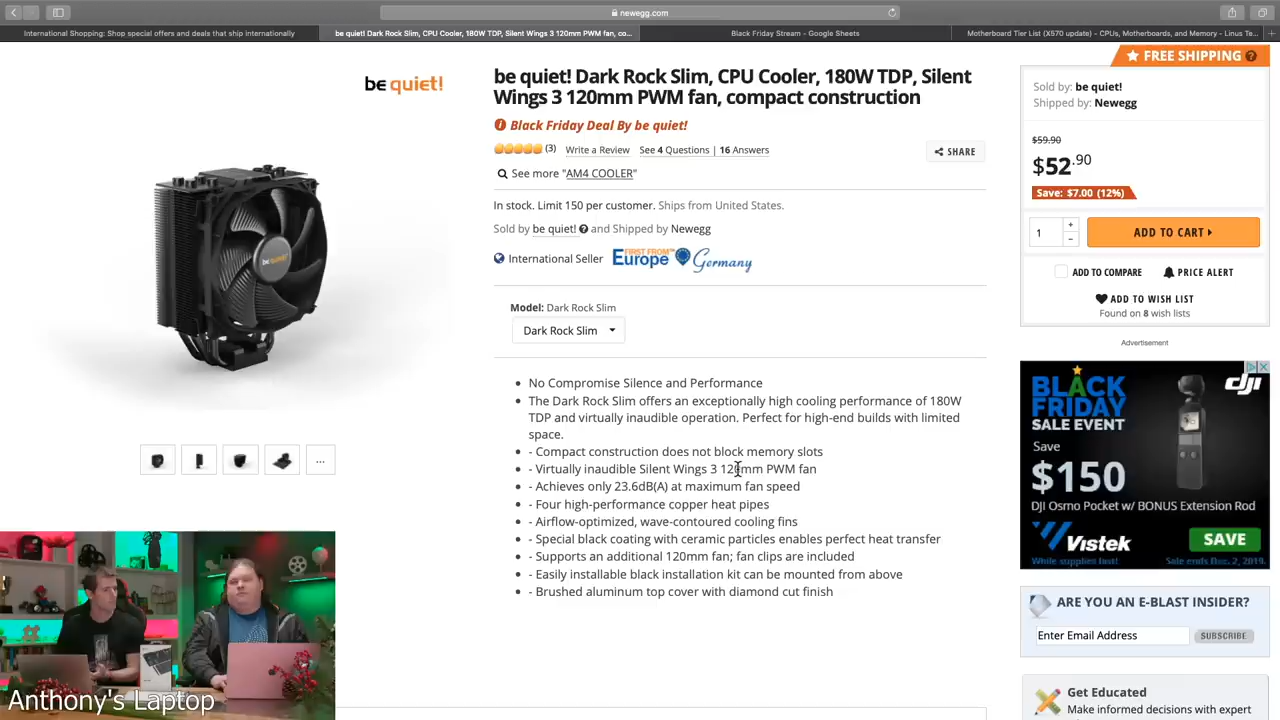 newegg.com
International Shopping: Shop special offers and deals that ship internationally
be quiet! Dark Rock Slim, CPU Cooler, 180W TDP, Silent Wings 3 120mm PWM fan, co...
Black Friday Stream - Google Sheets
Motherboard Tier List (X570 update) - CPUs, Motherboards, and Memory - Linus Te...
be quiet!
be quiet! Dark Rock Slim, CPU Cooler, 180W TDP, Silent
Wings 3 120mm PWM fan, compact construction
Black Friday Deal By be quiet!
(3) Write a Review See 4 Questions | 16 Answers
SHARE
See more "AM4 COOLER"
In stock. Limit 150 per customer. Ships from United States.
Sold by be quiet! and Shipped by Newegg
International Seller FIRST FROM Europe Germany
Model: Dark Rock Slim
Dark Rock Slim
No Compromise Silence and Performance
The Dark Rock Slim offers an exceptionally high cooling performance of 180W
TDP and virtually inaudible operation. Perfect for high-end builds with limited
space.
- Compact construction does not block memory slots
- Virtually inaudible Silent Wings 3 120mm PWM fan
- Achieves only 23.6dB(A) at maximum fan speed
- Four high-performance copper heat pipes
- Airflow-optimized, wave-contoured cooling fins
- Special black coating with ceramic particles enables perfect heat transfer
- Supports an additional 120mm fan; fan clips are included
- Easily installable black installation kit can be mounted from above
- Brushed aluminum top cover with diamond cut finish
FREE SHIPPING
Sold by: be quiet!
Shipped by: Newegg
$59.90
$52.90
Save: $7.00 (12%)
1
ADD TO CART
ADD TO COMPARE
PRICE ALERT
ADD TO WISH LIST
Found on 8 wish lists
Advertisement
BLACK
FRIDAY
SALE EVENT
dji
Save
$150
DJI Osmo Pocket w/ BONUS Extension Rod
Vistek
SAVE
While supplies last!
Sale ends Dec. 2, 2019.
ARE YOU AN E-BLAST INSIDER?
Enter Email Address
SUBSCRIBE
Get Educated
Make informed decisions with expert
Anthony's Laptop